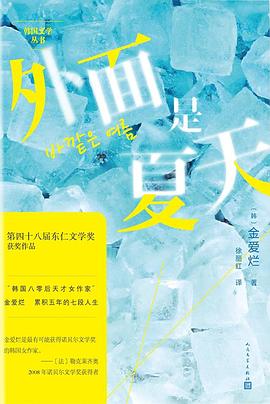 韩国文学
丛书
外面
是
夏天
바깥은 여름
〔韩〕金爱烂 著
徐丽红 译
第四十八届东仁文学奖
获奖作品
“韩国八零后天才女作家”
金爱烂 累积五年的七段人生
金爱烂是最有可能获得诺贝尔文学奖
的韩国女作家。
——〔法〕勒克莱齐奥
2008年诺贝尔文学奖获得者
人民文学出版社